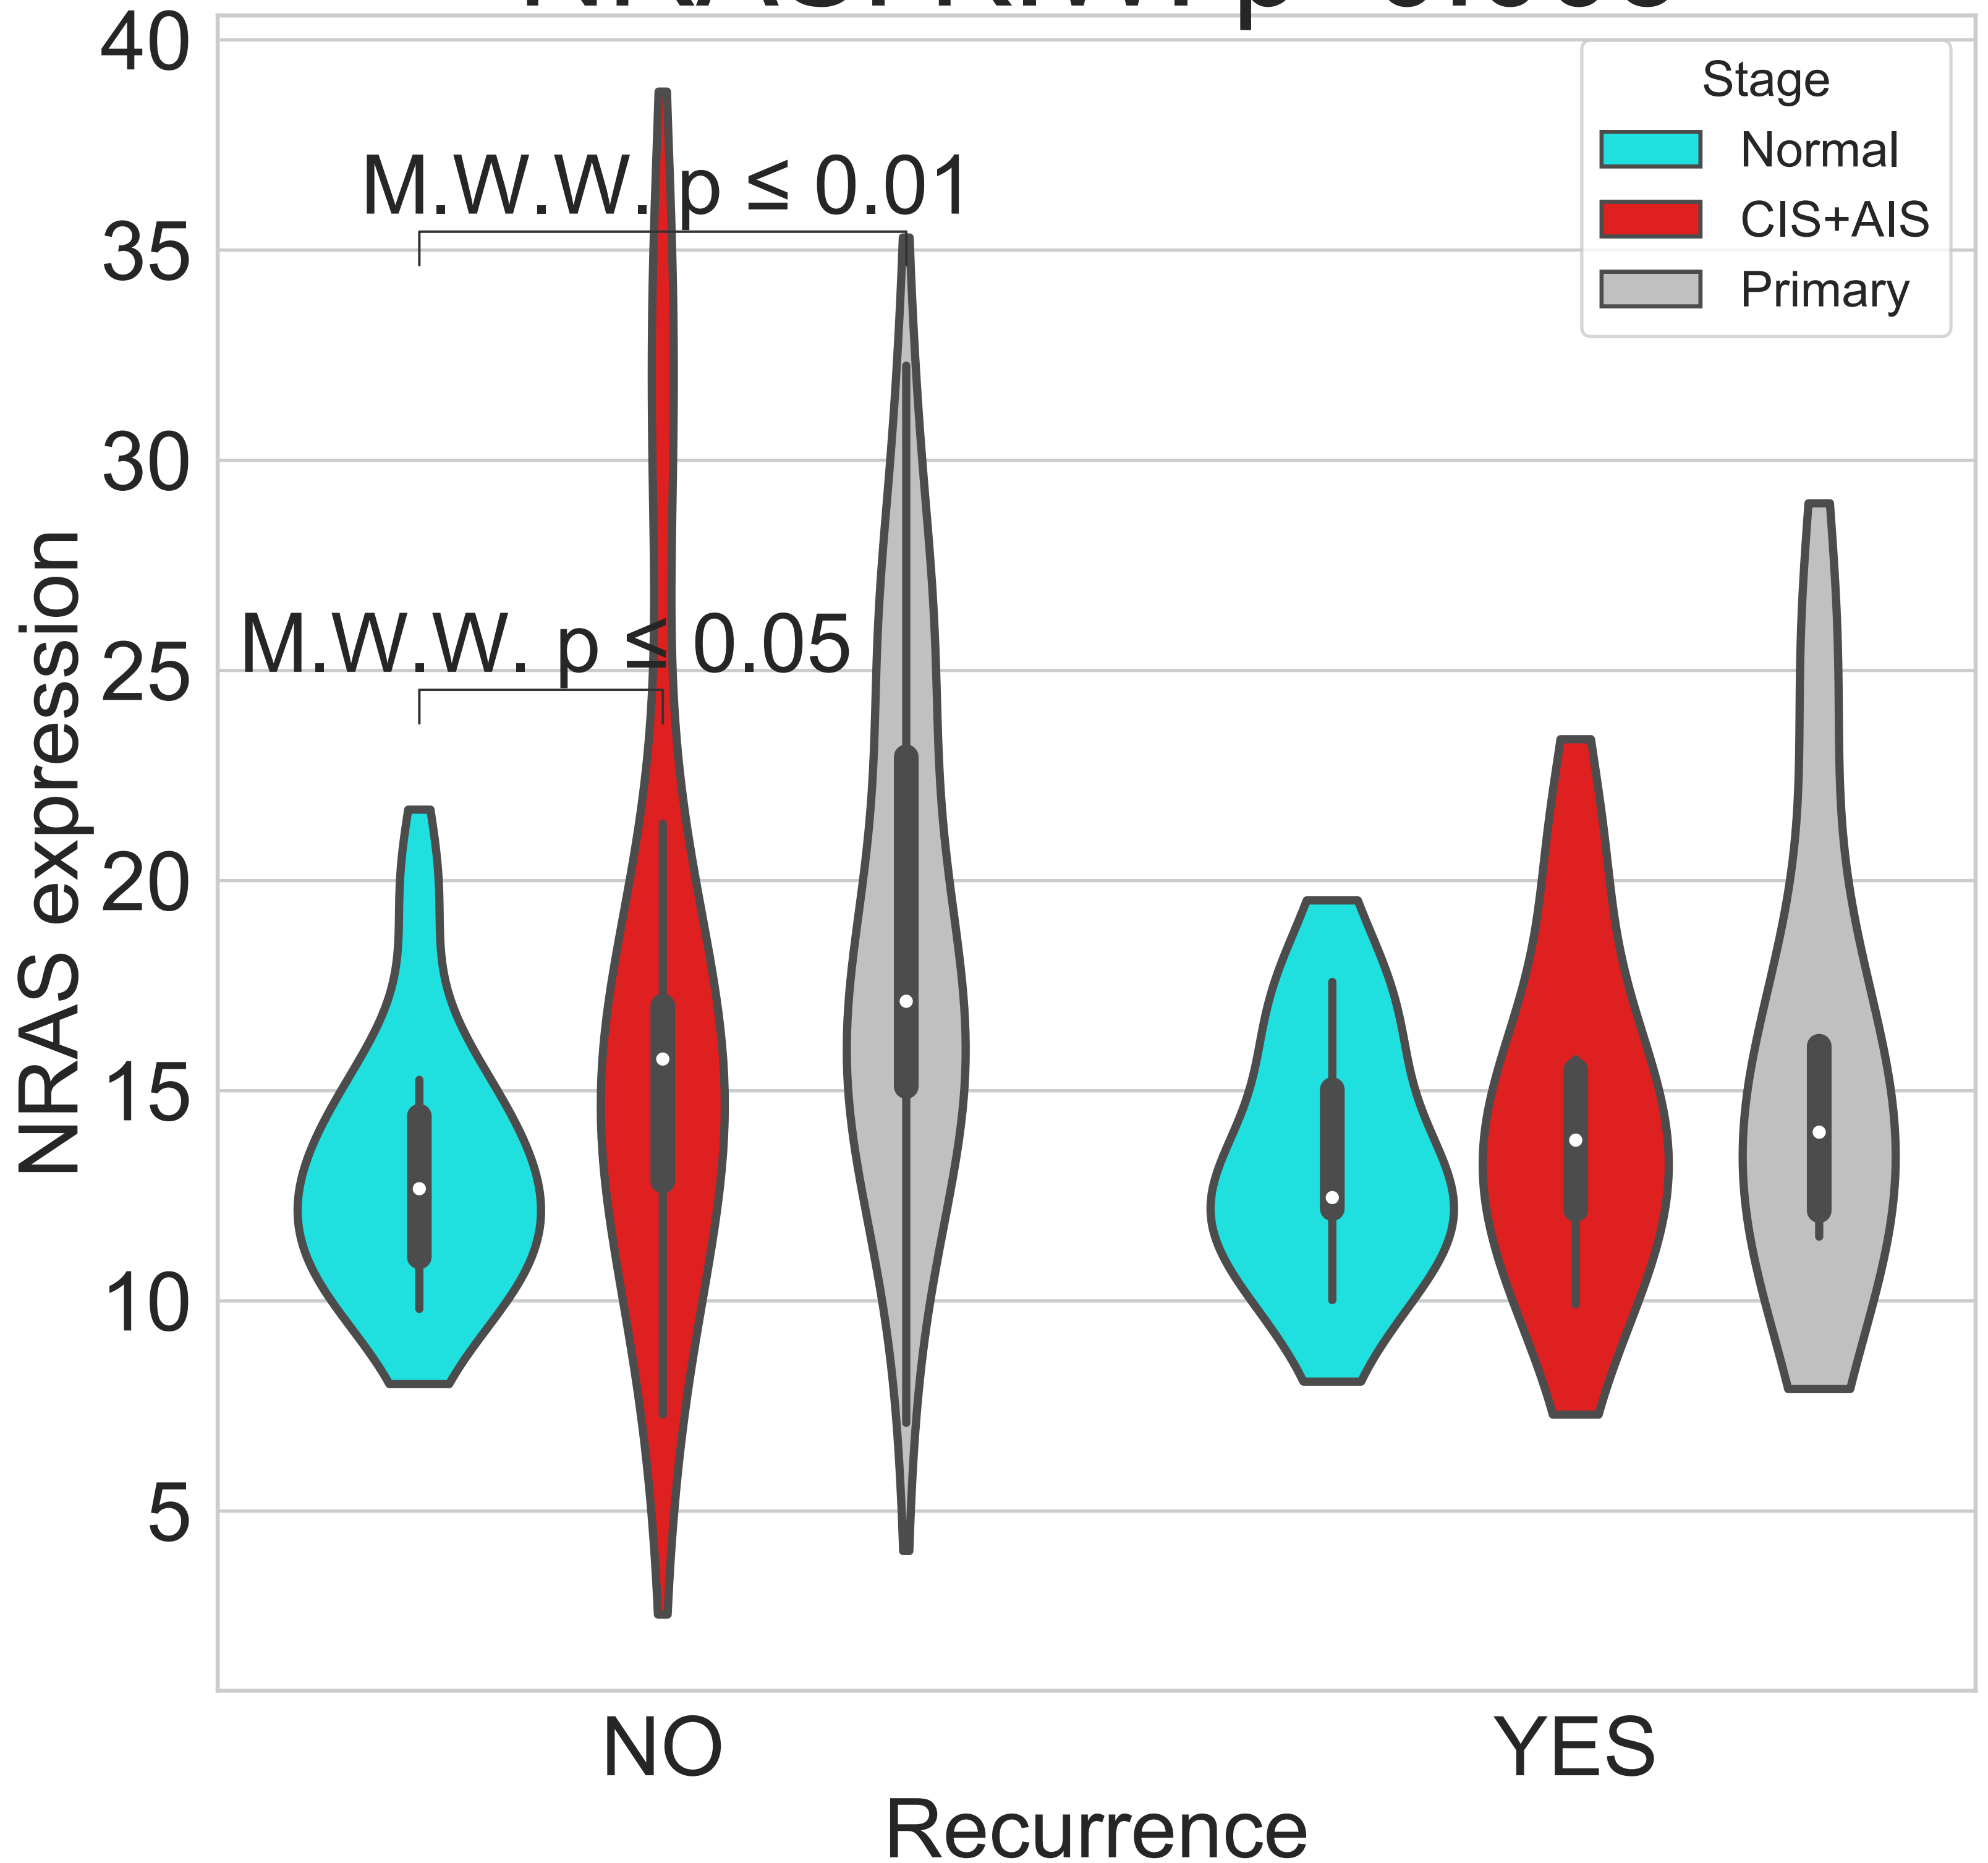 40
35
30
25
20
15
10
5
NRAS expression
M.W.W. p ≤ 0.01
M.W.W. p ≤ 0.05
Stage
Normal
CIS+AIS
Primary
NO
YES
Recurrence